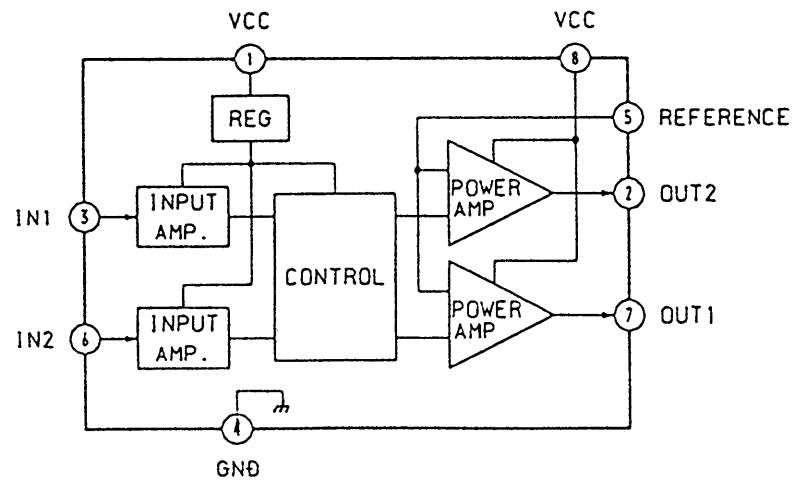 VCC
VCC
1
8
REG
5
REFERENCE
IN1
3
INPUT
AMP.
POWER
AMP
2
OUT2
CONTROL
IN2
6
INPUT
AMP.
POWER
AMP
7
OUT1
4
GND